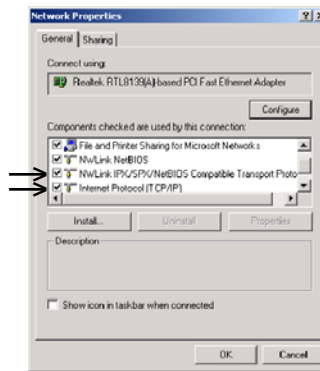 Network Properties
General
Sharing
Connect using:
Realtek RTL8139(A)-based PCI Fast Ethernet Adapter
Configure
Components checked are used by this connection:
File and Printer Sharing for Microsoft Networks
NWLink NetBIOS
NWLink IPX/SPX/NetBIOS Compatible Transport Proto
Internet Protocol (TCP/IP)
Install...
Uninstall
Properties
Description
Show icon in taskbar when connected
OK
Cancel